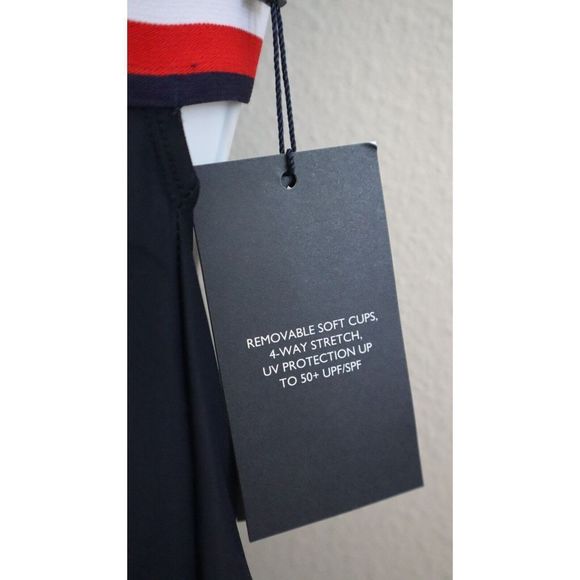 REMOVABLE SOFT CUPS,
4-WAY STRETCH,
UV PROTECTION UP
TO 50+ UPF/SPF